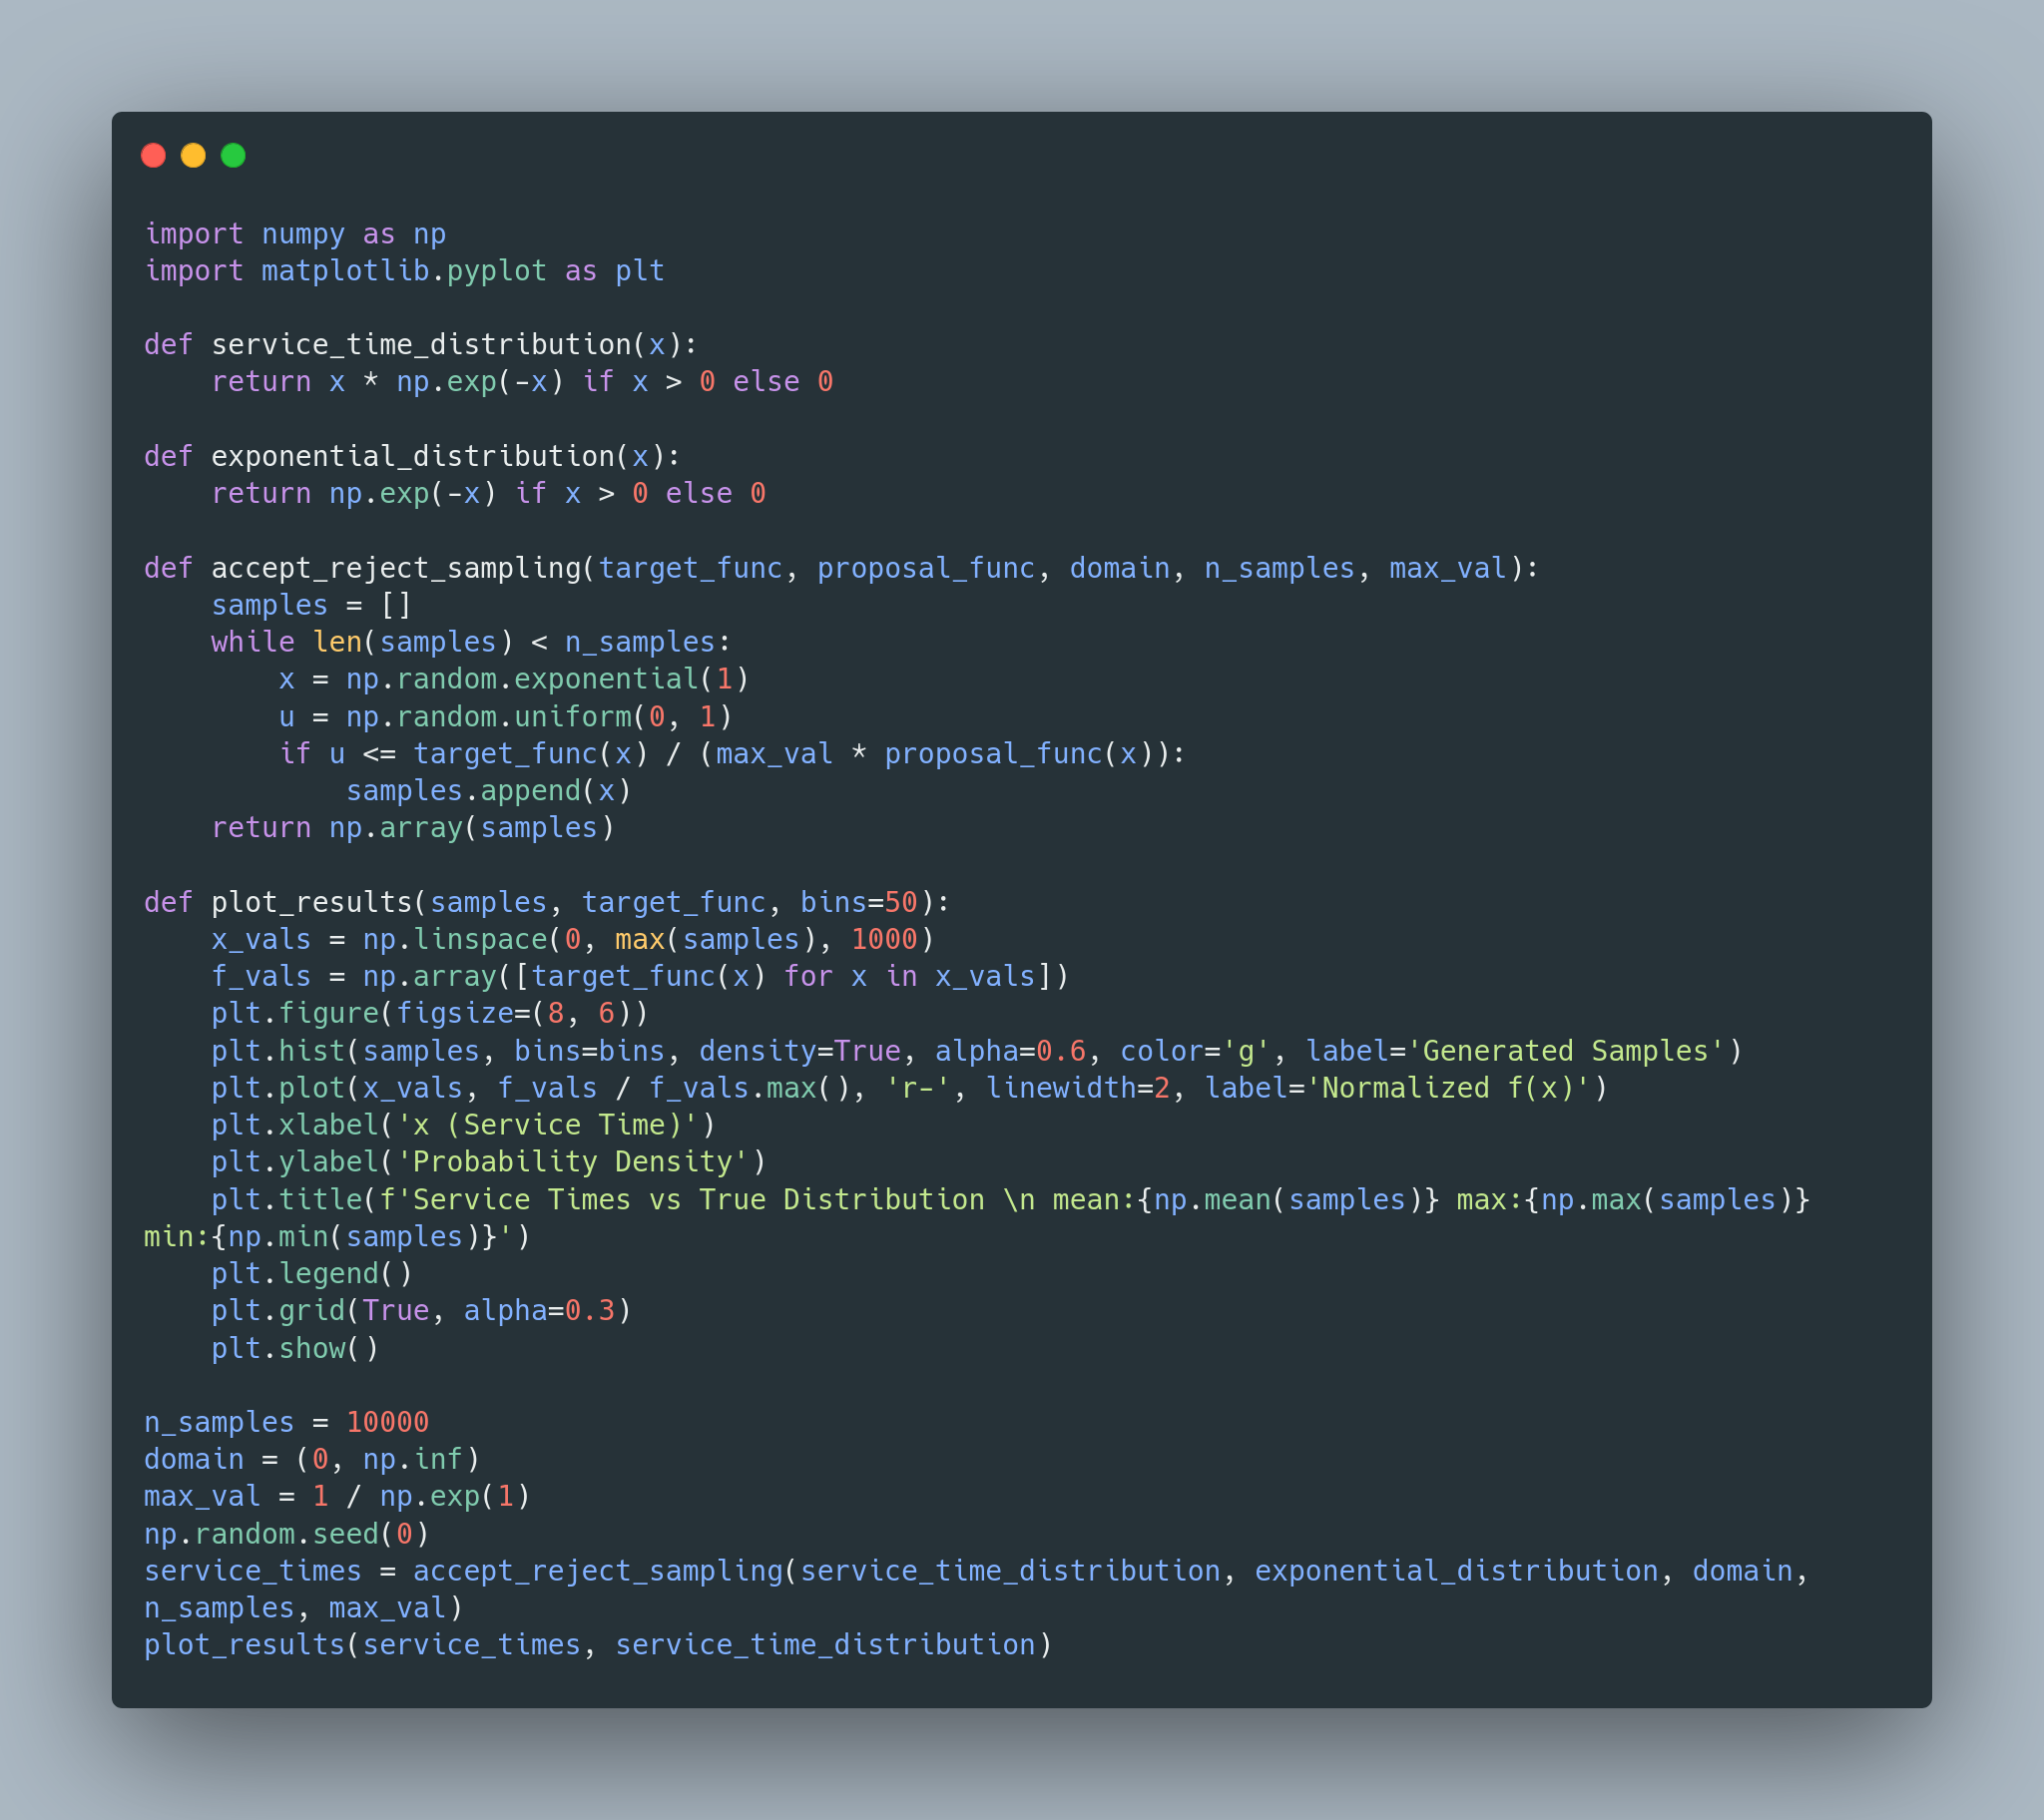 import numpy as np
import matplotlib.pyplot as plt

def service_time_distribution(x):
    return x * np.exp(-x) if x > 0 else 0

def exponential_distribution(x):
    return np.exp(-x) if x > 0 else 0

def accept_reject_sampling(target_func, proposal_func, domain, n_samples, max_val):
    samples = []
    while len(samples) < n_samples:
        x = np.random.exponential(1)
        u = np.random.uniform(0, 1)
        if u <= target_func(x) / (max_val * proposal_func(x)):
            samples.append(x)
    return np.array(samples)

def plot_results(samples, target_func, bins=50):
    x_vals = np.linspace(0, max(samples), 1000)
    f_vals = np.array([target_func(x) for x in x_vals])
    plt.figure(figsize=(8, 6))
    plt.hist(samples, bins=bins, density=True, alpha=0.6, color='g', label='Generated Samples')
    plt.plot(x_vals, f_vals / f_vals.max(), 'r-', linewidth=2, label='Normalized f(x)')
    plt.xlabel('x (Service Time)')
    plt.ylabel('Probability Density')
    plt.title(f'Service Times vs True Distribution \n mean:{np.mean(samples)} max:{np.max(samples)}
min:{np.min(samples)}')
    plt.legend()
    plt.grid(True, alpha=0.3)
    plt.show()

n_samples = 10000
domain = (0, np.inf)
max_val = 1 / np.exp(1)
np.random.seed(0)
service_times = accept_reject_sampling(service_time_distribution, exponential_distribution, domain,
n_samples, max_val)
plot_results(service_times, service_time_distribution)